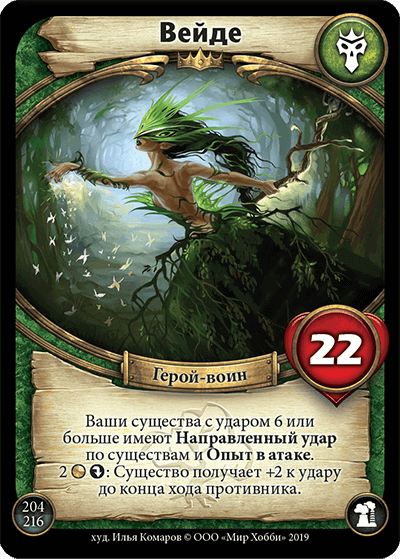 Вейде
22
Герой-воин
Ваши существа с ударом 6 или
больше имеют Направленный удар
по существам и Опыт в атаке.
2 : Существо получает +2 к удару
до конца хода противника.
204
216
худ. Илья Комаров © ООО «Мир Хобби» 2019